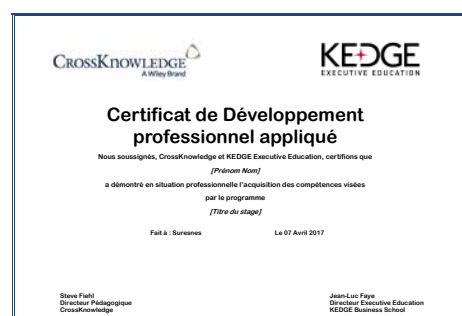 CROSSKNOWLEDGE
A Wiley Brand
KEDGE
EXECUTIVE EDUCATION
Certificat de Développement
professionnel appliqué
Nous soussignés, CrossKnowledge et KEDGE Executive Education, certifions que
[Prénom Nom]
a démontré en situation professionnelle l'acquisition des compétences visées
par le programme
[Titre du stage]
Fait à : Suresnes Le 07 Avril 2017
Steve Fiehl
Directeur Pédagogique
CrossKnowledge
Jean-Luc Faye
Directeur Executive Education
KEDGE Business School